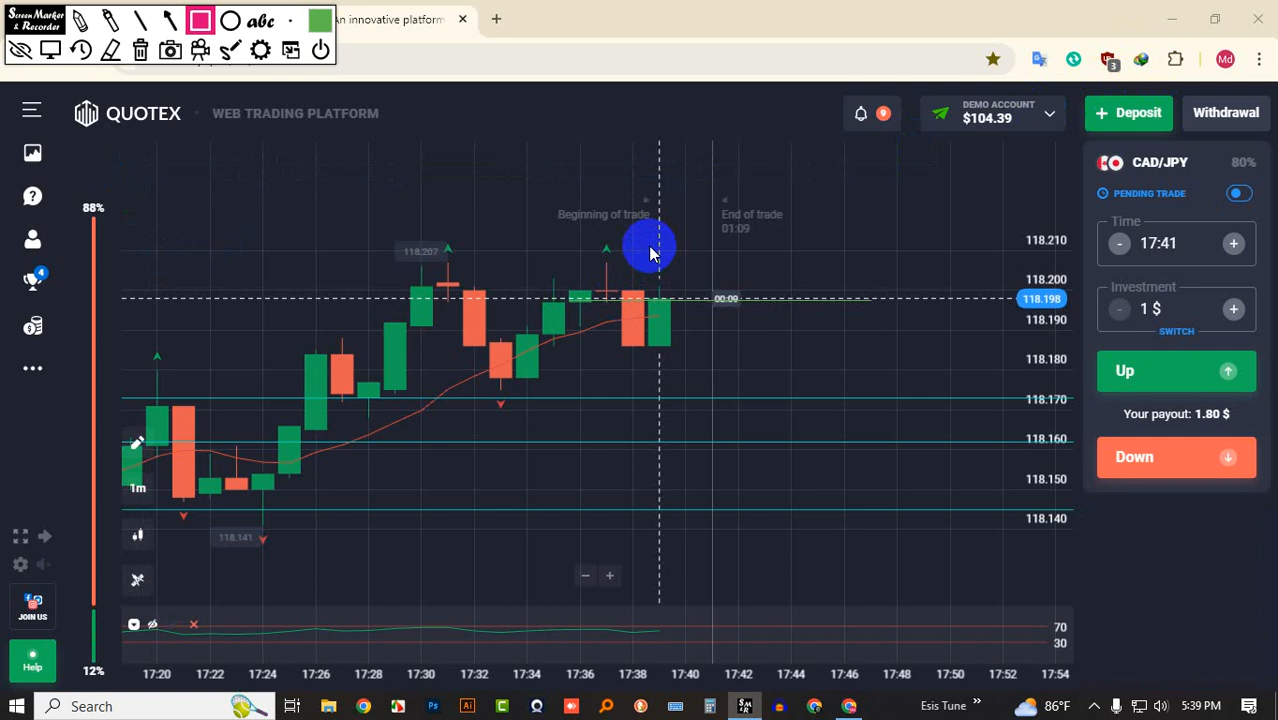 Screen Marker & Recorder
abc
An innovative platform
3
Md
QUOTEX
WEB TRADING PLATFORM
9
DEMO ACCOUNT
$104.39
Deposit
Withdrawal
88%
4
12%
JOIN US
Help
1m
Beginning of trade
End of trade
01:09
118.207
118.141
00:09
118.210
118.200
118.198
118.190
118.180
118.170
118.160
118.150
118.140
70
30
17:20
17:22
17:24
17:26
17:28
17:30
17:32
17:34
17:36
17:38
17:40
17:42
17:44
17:46
17:48
17:50
17:52
17:54
CAD/JPY
80%
PENDING TRADE
Time
17:41
Investment
1 $
SWITCH
Up
Your payout: 1.80 $
Down
Search
Esis Tune
86°F
5:39 PM